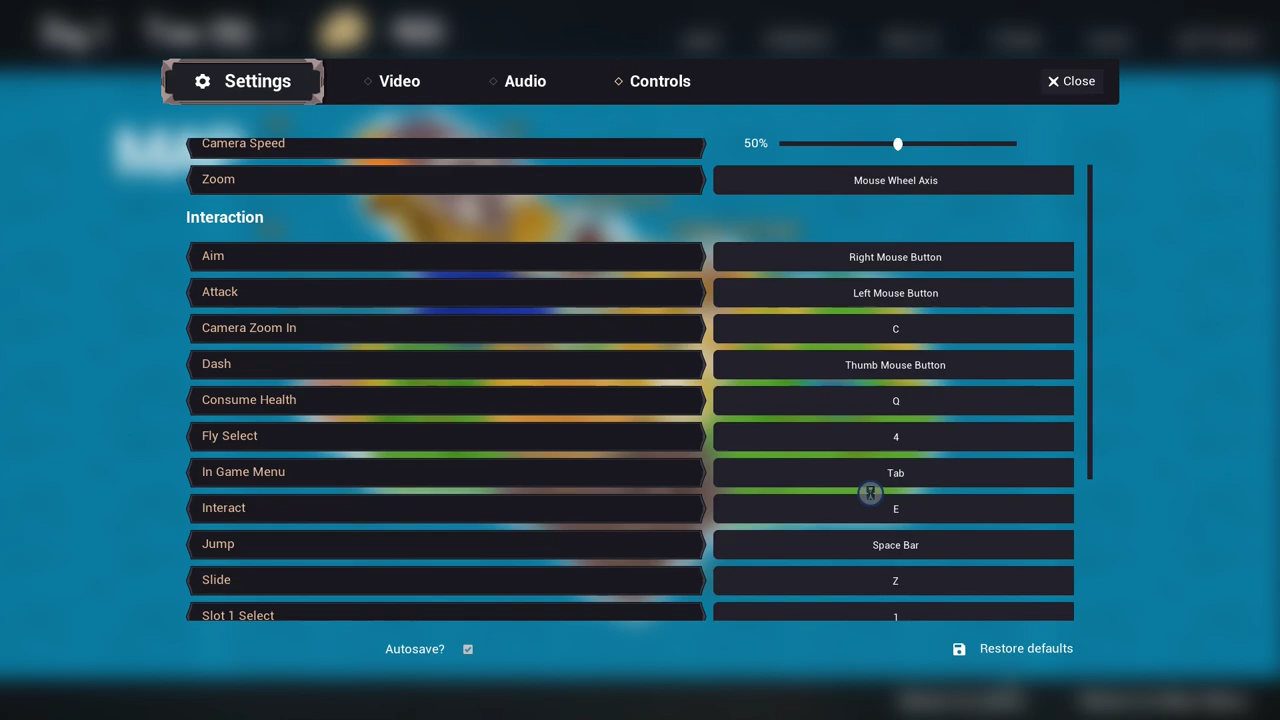 Settings
Video
Audio
Controls
Close
Camera Speed
50%
Zoom
Mouse Wheel Axis
Interaction
Aim
Right Mouse Button
Attack
Left Mouse Button
Camera Zoom In
C
Dash
Thumb Mouse Button
Consume Health
Q
Fly Select
4
In Game Menu
Tab
Interact
E
Jump
Space Bar
Slide
Z
Slot 1 Select
1
Autosave?
Restore defaults